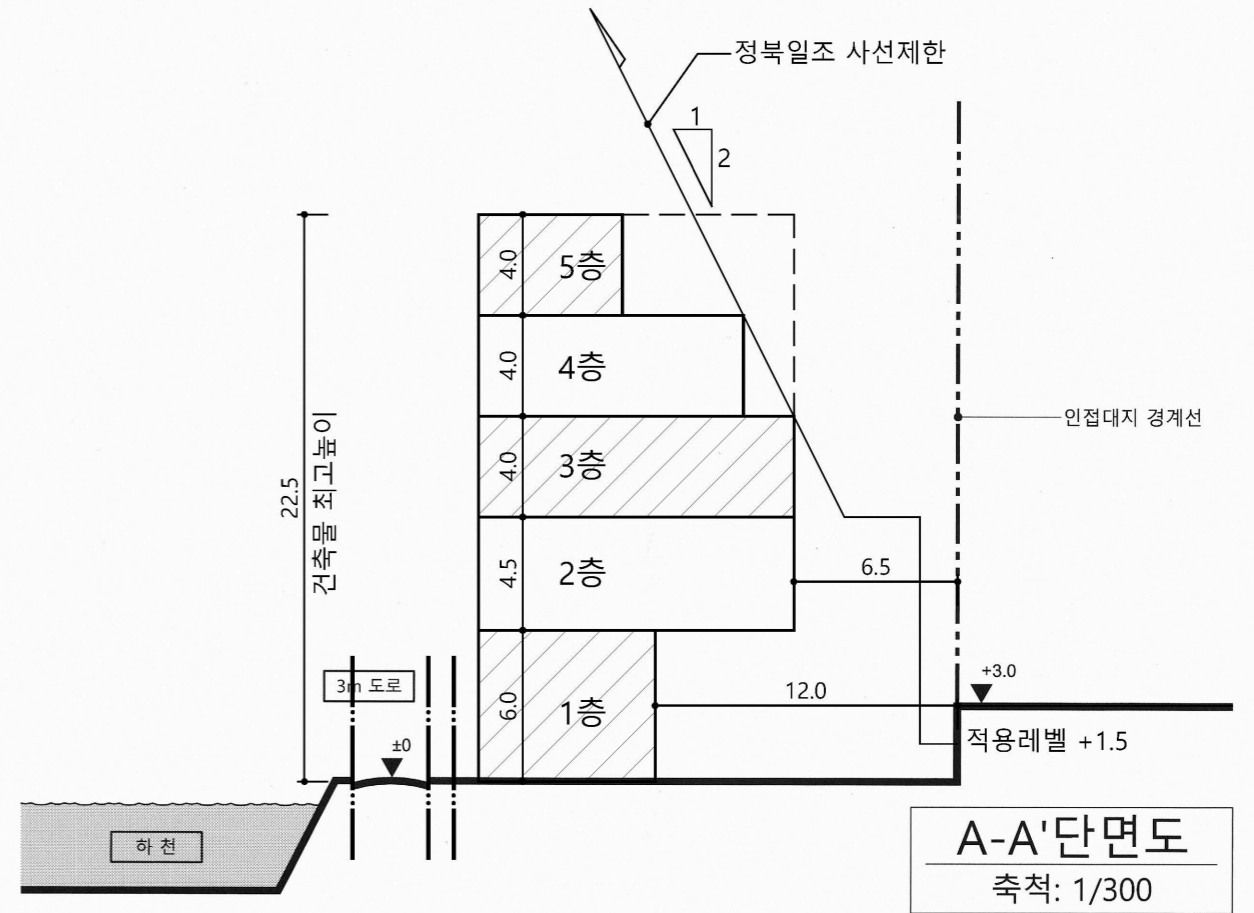 정북일조 사선제한
1
2
4.0
5층
4.0
4층
22.5
건축물 최고높이
4.0
3층
인접대지 경계선
4.5
2층
6.5
3m 도로
6.0
1층
12.0
+3.0
±0
적용레벨 +1.5
하 천
A-A'단면도
축척: 1/300